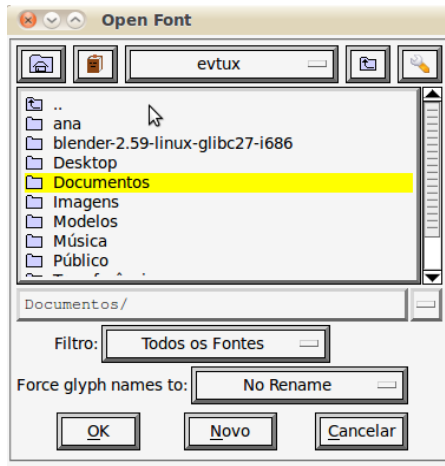 Open Font
evtux
..
ana
blender-2.59-linux-glibc27-i686
Desktop
Documentos
Imagens
Modelos
Música
Público
Documentos/
Filtro: Todos os Fontes
Force glyph names to: No Rename
OK Novo Cancelar